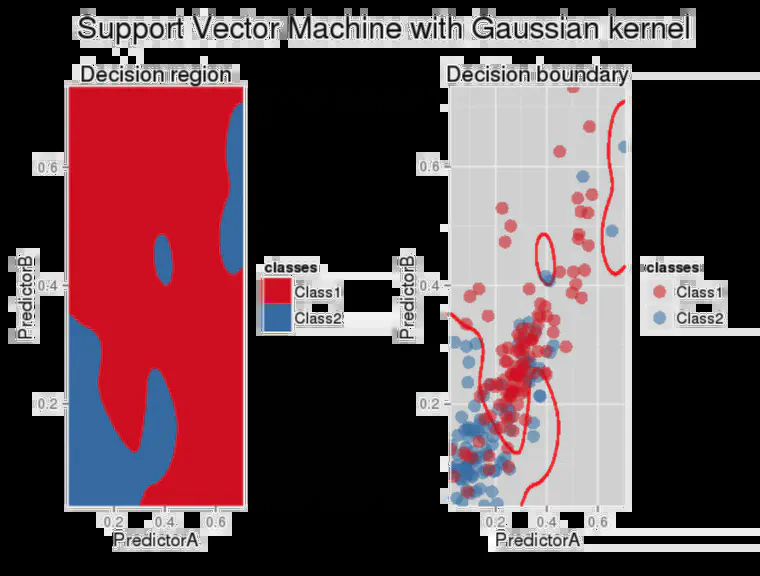 Support Vector Machine with Gaussian kernel
Decision region
Decision boundary
0.6
0.4
0.2
PredictorB
0.2 0.4 0.6
PredictorA
classes
Class1
Class2
0.6
0.4
0.2
PredictorB
0.2 0.4 0.6
PredictorA
classes
Class1
Class2